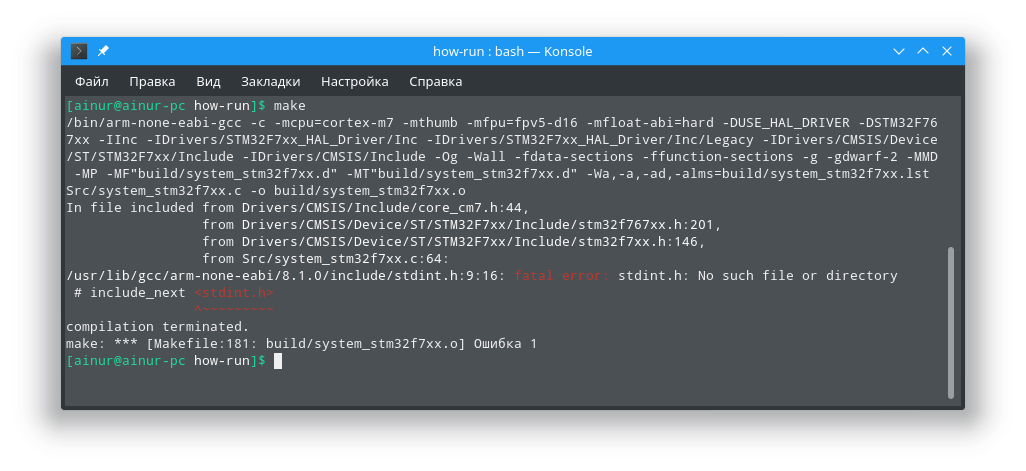 how-run : bash — Konsole
Файл Правка Вид Закладки Настройка Справка
[ainur@ainur-pc how-run]$ make
/bin/arm-none-eabi-gcc -c -mcpu=cortex-m7 -mthumb -mfpu=fpv5-d16 -mfloat-abi=hard -DUSE_HAL_DRIVER -DSTM32F76
7xx -IInc -IDrivers/STM32F7xx_HAL_Driver/Inc -IDrivers/STM32F7xx_HAL_Driver/Inc/Legacy -IDrivers/CMSIS/Device
/ST/STM32F7xx/Include -IDrivers/CMSIS/Include -Og -Wall -fdata-sections -ffunction-sections -g -gdwarf-2 -MMD
 -MP -MF"build/system_stm32f7xx.d" -MT"build/system_stm32f7xx.d" -Wa,-a,-ad,-alms=build/system_stm32f7xx.lst
Src/system_stm32f7xx.c -o build/system_stm32f7xx.o
In file included from Drivers/CMSIS/Include/core_cm7.h:44,
                 from Drivers/CMSIS/Device/ST/STM32F7xx/Include/stm32f767xx.h:201,
                 from Drivers/CMSIS/Device/ST/STM32F7xx/Include/stm32f7xx.h:146,
                 from Src/system_stm32f7xx.c:64:
/usr/lib/gcc/arm-none-eabi/8.1.0/include/stdint.h:9:16: fatal error: stdint.h: No such file or directory
 # include_next <stdint.h>
                ^~~~~~~~~~
compilation terminated.
make: *** [Makefile:181: build/system_stm32f7xx.o] Ошибка 1
[ainur@ainur-pc how-run]$